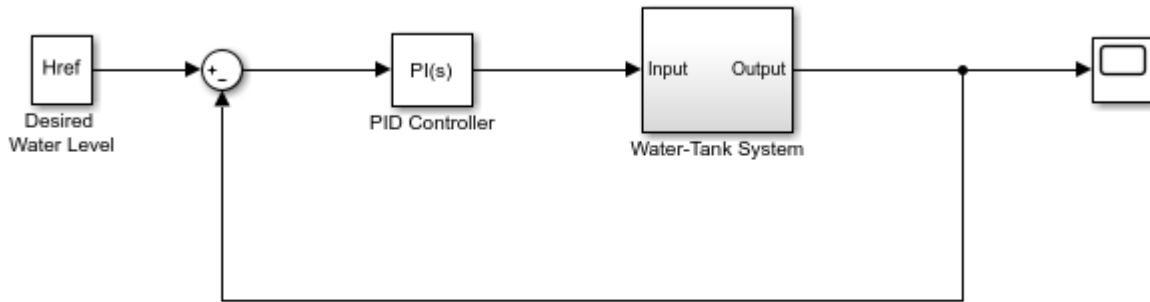 Href
Desired
Water Level
+
-
PI(s)
PID Controller
Input
Output
Water-Tank System